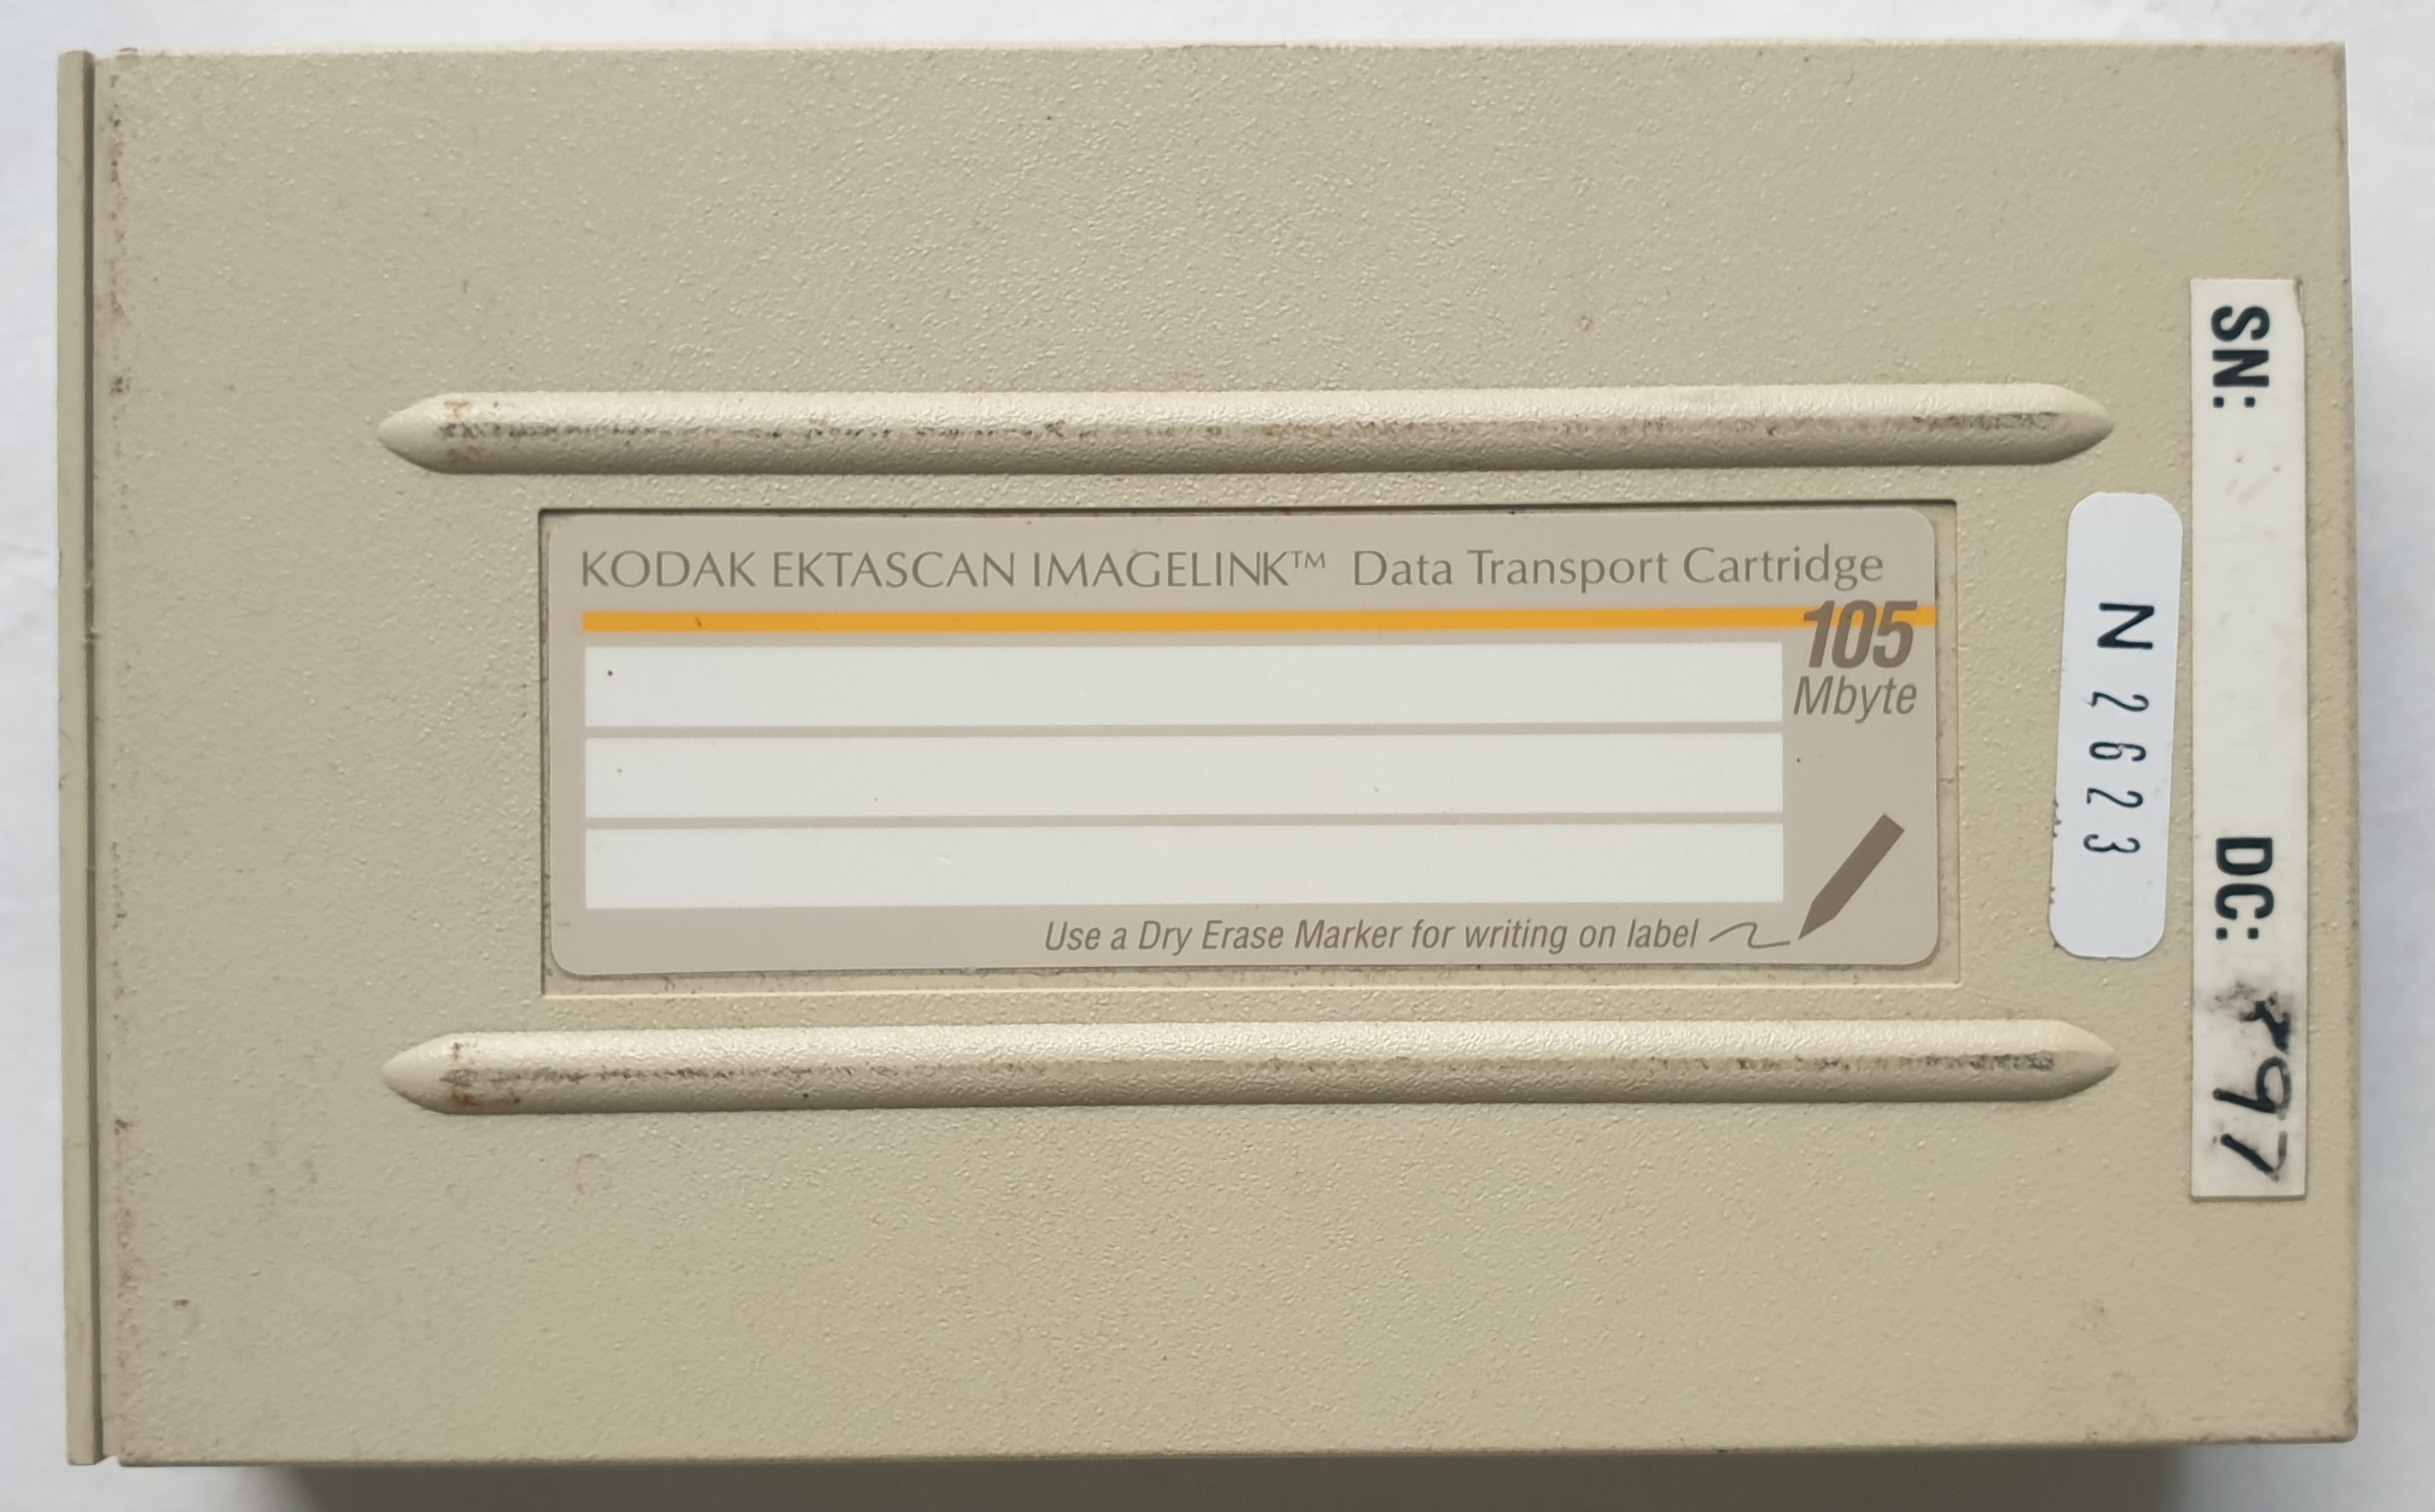 KODAK EKTASCAN IMAGELINK™ Data Transport Cartridge
105
Mbyte
Use a Dry Erase Marker for writing on label
N 2623
SN:
DC: 897